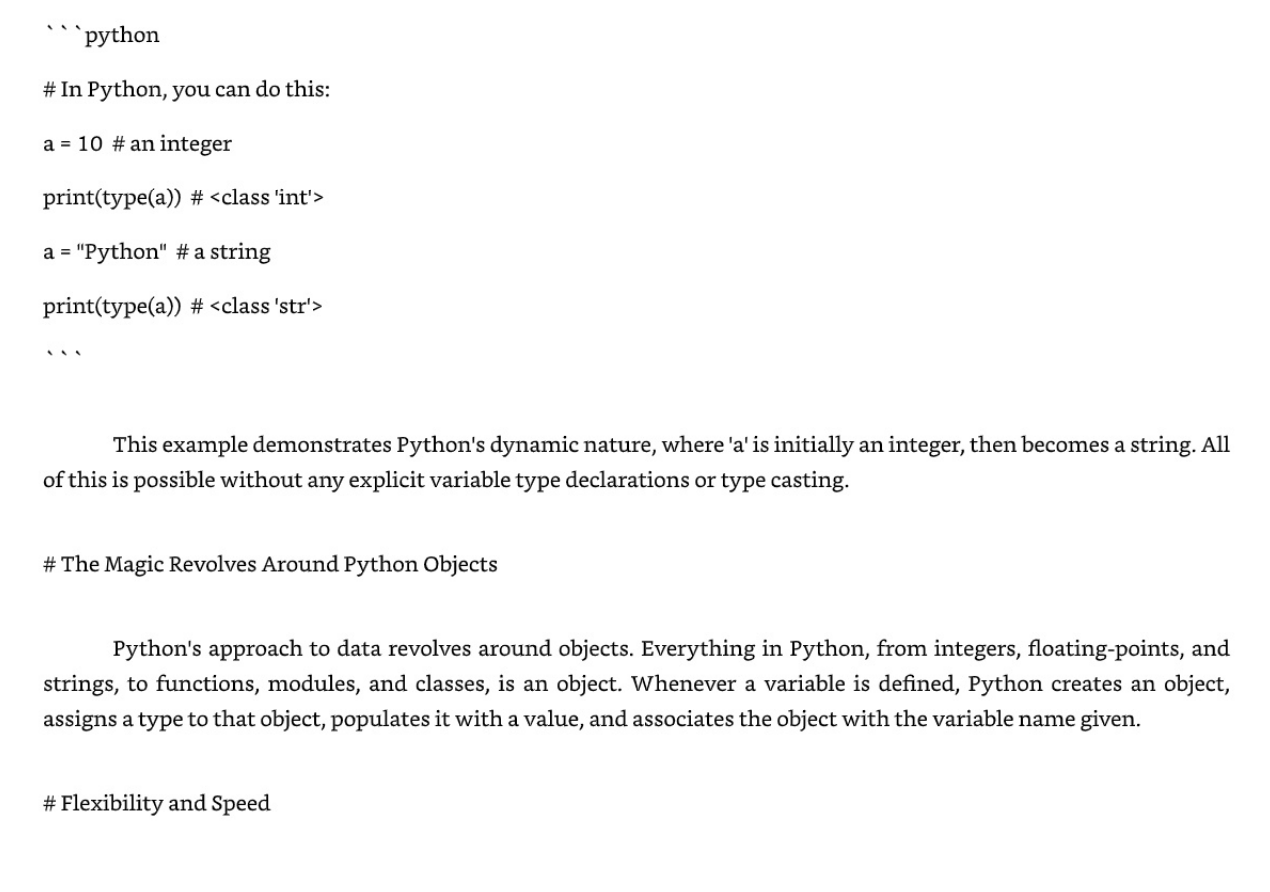 ```python
# In Python, you can do this:
a = 10  # an integer
print(type(a))  # <class 'int'>
a = "Python"  # a string
print(type(a))  # <class 'str'>
```
This example demonstrates Python's dynamic nature, where 'a' is initially an integer, then becomes a string. All
of this is possible without any explicit variable type declarations or type casting.
# The Magic Revolves Around Python Objects
Python's approach to data revolves around objects. Everything in Python, from integers, floating-points, and
strings, to functions, modules, and classes, is an object. Whenever a variable is defined, Python creates an object,
assigns a type to that object, populates it with a value, and associates the object with the variable name given.
# Flexibility and Speed